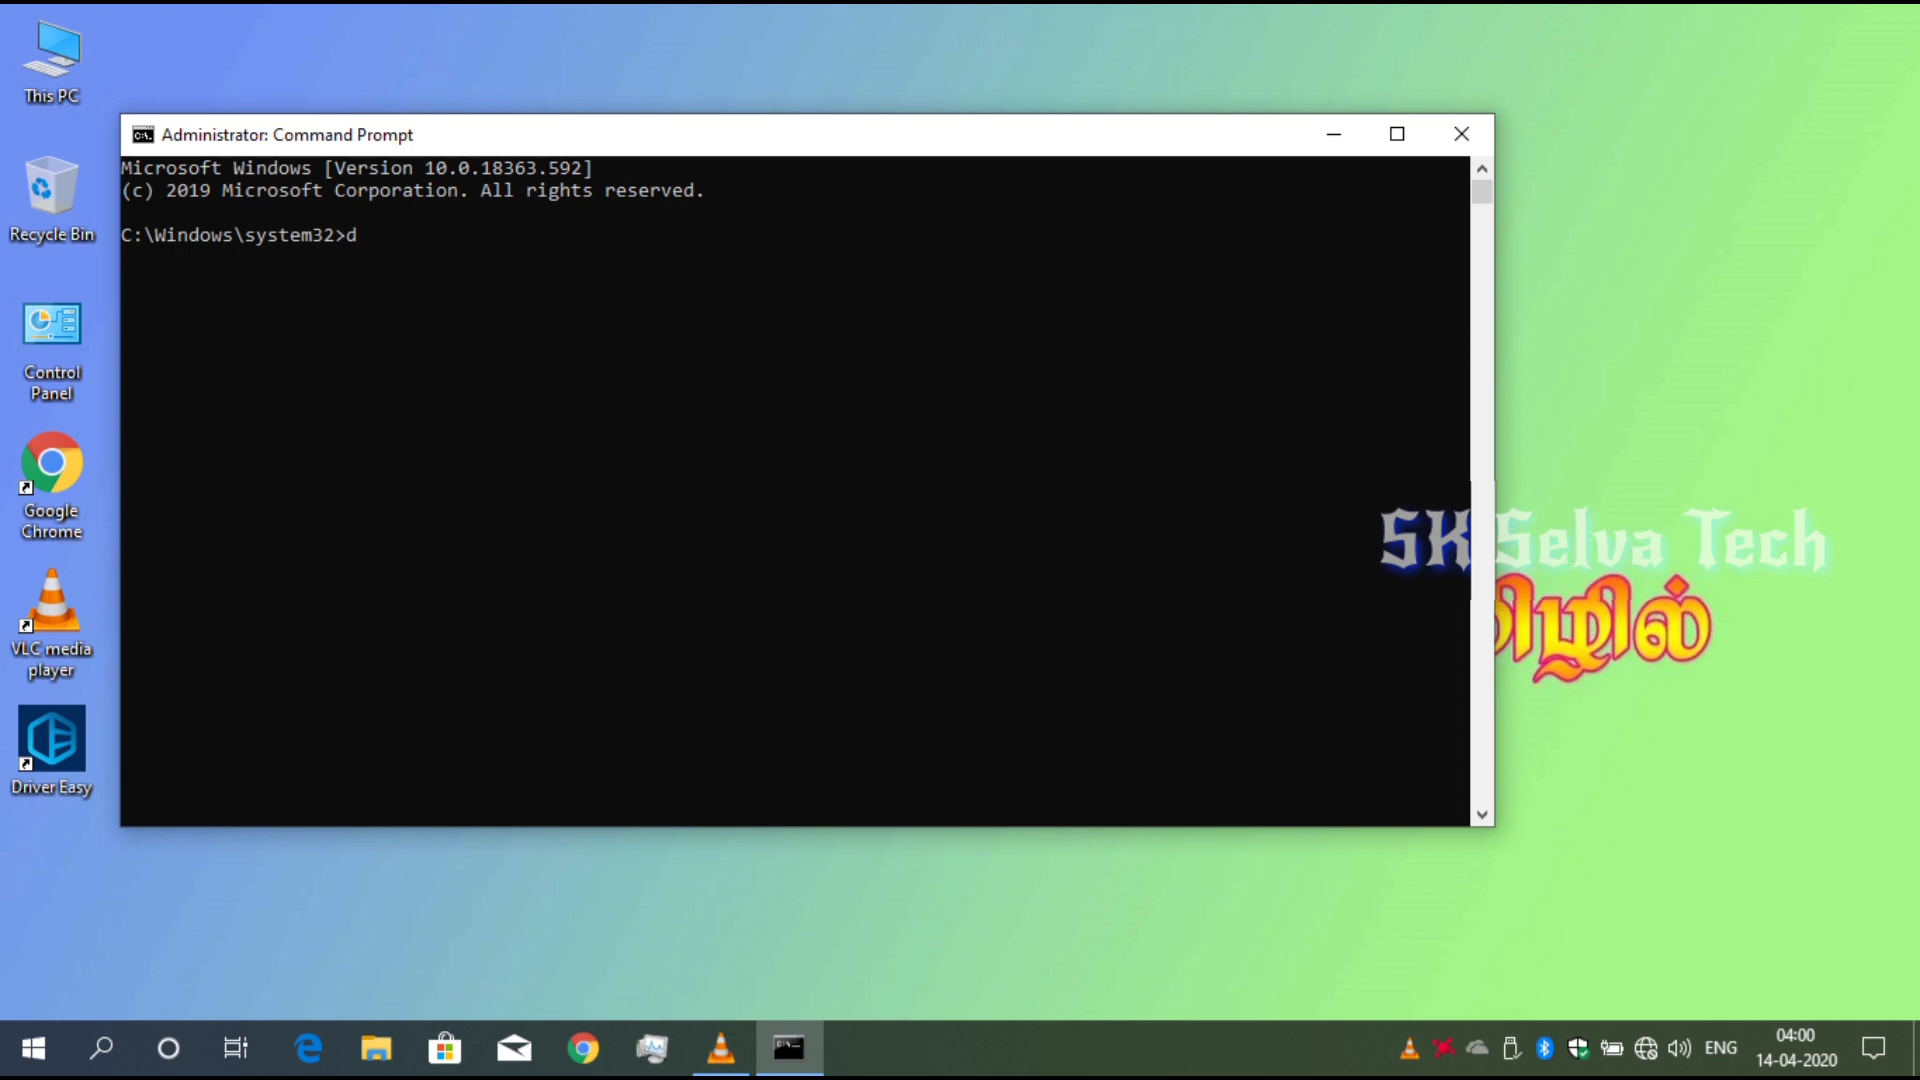 This PC
Recycle Bin
Control
Panel
Google
Chrome
VLC media
player
Driver Easy
Administrator: Command Prompt
Microsoft Windows [Version 10.0.18363.592]
(c) 2019 Microsoft Corporation. All rights reserved.
C:\Windows\system32>d
SK Selva Tech
ழில்
ENG
04:00
14-04-2020